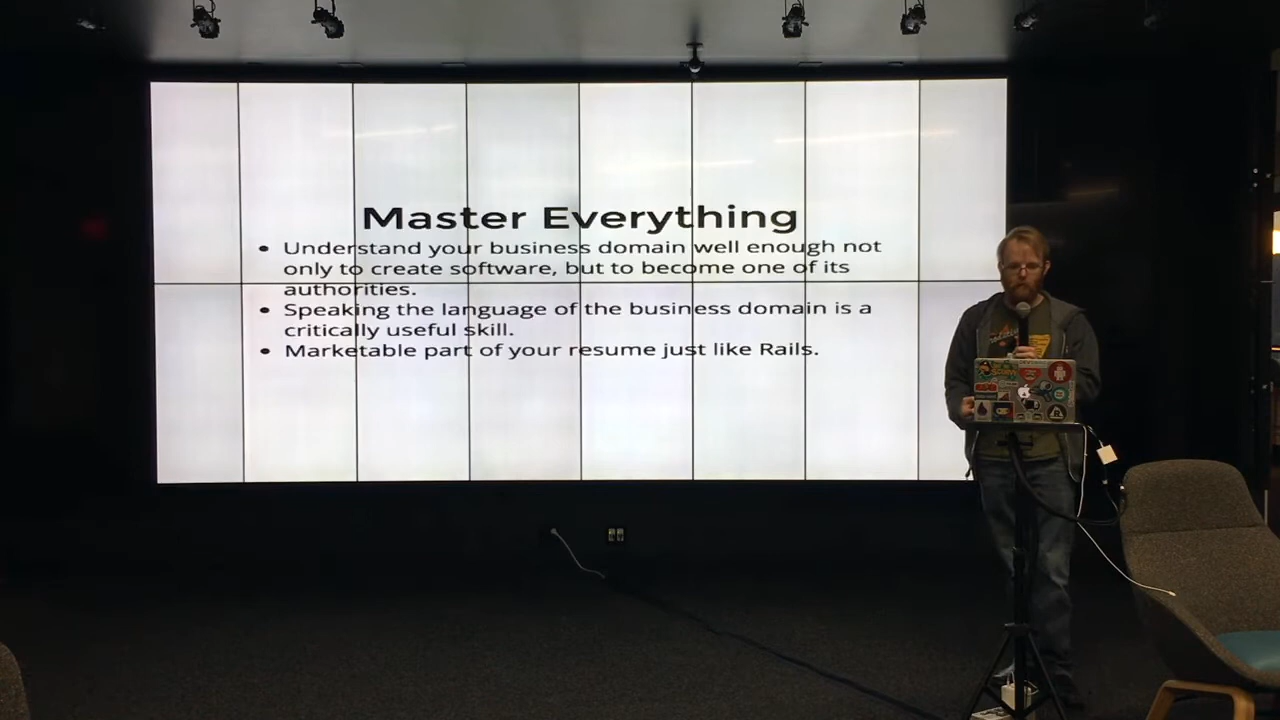 Master Everything
• Understand your business domain well enough not
only to create software, but to become one of its
authorities.
• Speaking the language of the business domain is a
critically useful skill.
• Marketable part of your resume just like Rails.